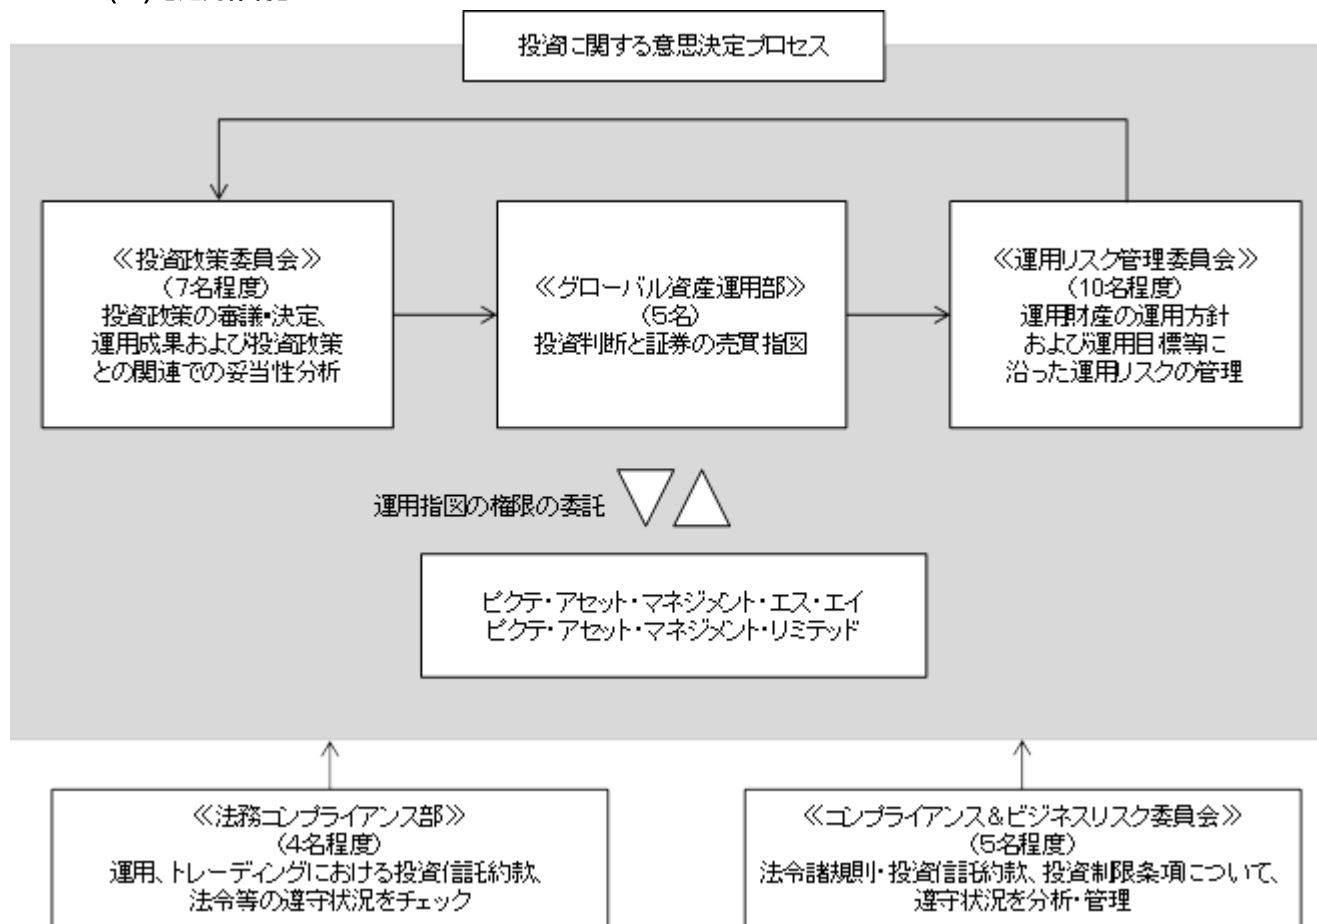 投資に関する意思決定プロセス
≪投資政策委員会≫
(7名程度)
投資政策の審議・決定、
運用成果および投資政策
との関連での妥当性分析
≪グローバル資産運用部≫
(5名)
投資判断と証券の売買指図
≪運用リスク管理委員会≫
(10名程度)
運用財産の運用方針
および運用目標等に
沿った運用リスクの管理
運用指図の権限の委託
ピクテ・アセット・マネジメント・エス・エイ
ピクテ・アセット・マネジメント・リミテッド
≪法務コンプライアンス部≫
(4名程度)
運用、トレーディングにおける投資信託約款、
法令等の遵守状況をチェック
≪コンプライアンス&ビジネスリスク委員会≫
(5名程度)
法令諸規則・投資信託約款、投資制限条項について、
遵守状況を分析・管理